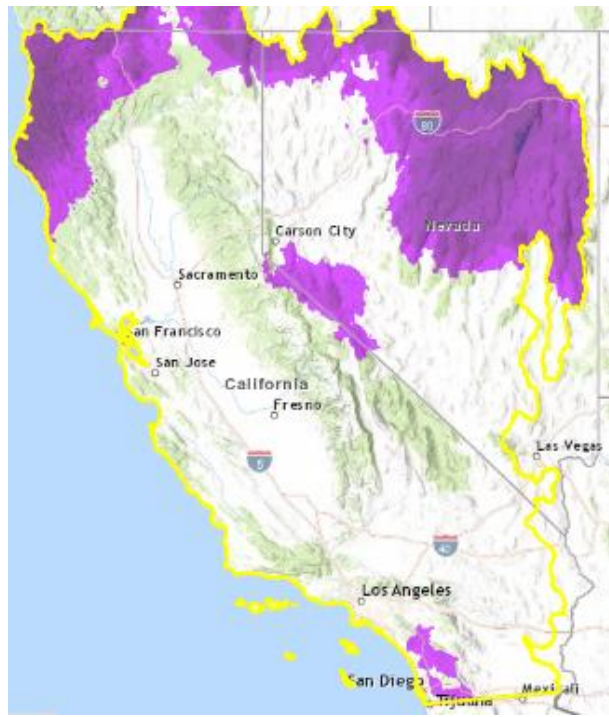 80
Nevada
Carson City
Sacramento
San Francisco
San Jose
California
Fresno
Las Vegas
5
40
Los Angeles
San Diego
Tijuana
Mexicali